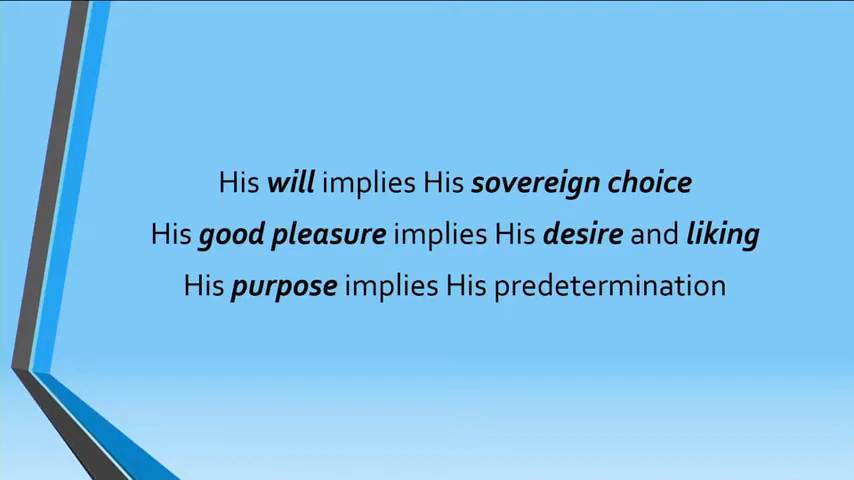 His will implies His sovereign choice
His good pleasure implies His desire and liking
His purpose implies His predetermination